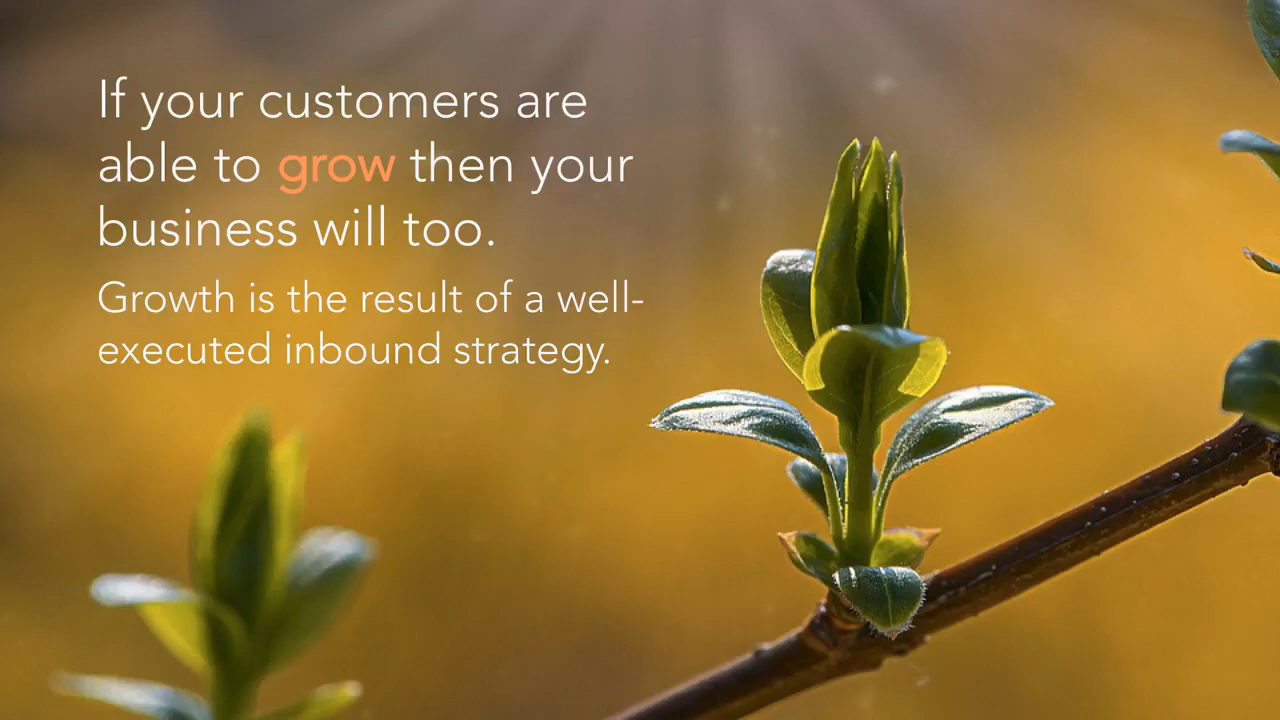 If your customers are
able to grow then your
business will too.
Growth is the result of a well-
executed inbound strategy.